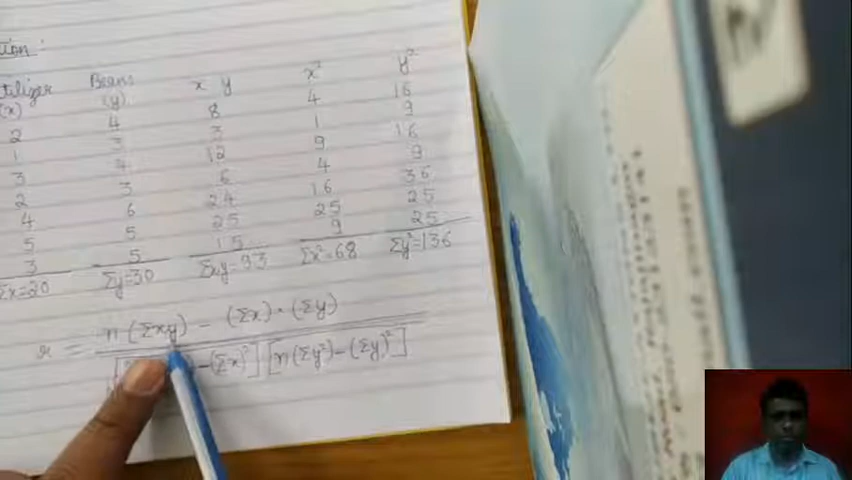 tion :
tilizer Beans x y x² y²
(x) (y)
2 4 8 4 16
1 3 3 1 9
3 4 12 9 16
2 3 6 4 9
4 6 24 16 36
5 5 25 25 25
3 5 15 9 25
Σx=20 Σy=30 Σxy=93 Σx²=68 Σy²=136
r = n(Σxy) - (Σx)·(Σy)
-(Σx)²] [n(Σy²)-(Σy)²]